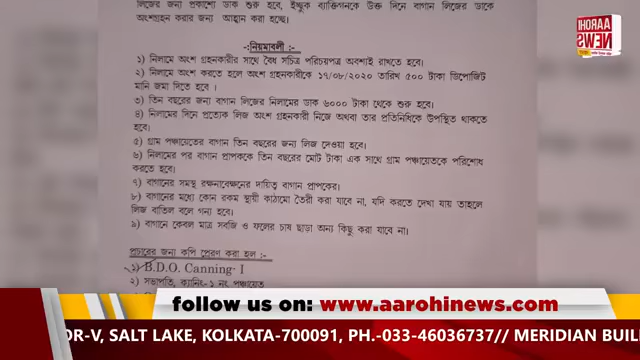 লিজের জন্য প্রকাশ্যে ডাক শুরু হবে, ইচ্ছুক ব্যক্তিগনকে উক্ত দিনে বাগান লিজের ডাকে
অংশগ্রহন করার জন্য আহ্বান করা হচ্ছে।
AAROHI
NEWS
-:নিয়মাবলী :-
১) নিলামে অংশ গ্রহনকারীর সাথে বৈধ সচিত্র পরিচয়পত্র অবশ্যই রাখতে হবে।
২) নিলামে অংশ করতে হলে অংশ গ্রহনকারীকে ১৭/০৮/২০২০ তারিখ ৫০০ টাকা ডিপোজিট
মানি জমা দিতে হবে ।
৩) তিন বছরের জন্য বাগান লিজের নিলামের ডাক ৬০০০ টাকা থেকে শুরু হবে।
৪) নিলামের দিনে প্রত্যেক লিজ অংশ গ্রহনকারী নিজে অথবা তার প্রতিনিধিকে উপস্থিত থাকতে
হবে।
৫) গ্রাম পঞ্চায়েতের বাগান তিন বছরের জন্য লিজ দেওয়া হবে।
৬) নিলামের পর বাগান প্রাপককে তিন বছরের মোট টাকা এক সাথে গ্রাম পঞ্চায়েতকে পরিশোধ
করতে হবে।
৭) বাগানের সমস্থ রক্ষনাবেক্ষনের দায়িত্ব বাগান প্রাপকের।
৮) বাগানের মধ্যে কোন রকম স্থায়ী কাঠামো তৈরী করা যাবে না, যদি করতে দেখা যায় তাহলে
লিজ বাতিল বলে গন্য হবে।
৯) বাগানে কেবল মাত্র সবজি ও ফলের চাষ ছাড়া অন্য কিছু করা যাবে না।
প্রচারের জন্য কপি প্রেরণ করা হল :-
১) B.D.O. Canning- I
২) সভাপতি, ক্যানিং-১ নং পঞ্চায়েত
follow us on: www.aarohinews.com
OR-V, SALT LAKE, KOLKATA-700091, PH.-033-46036737// MERIDIAN BUIL